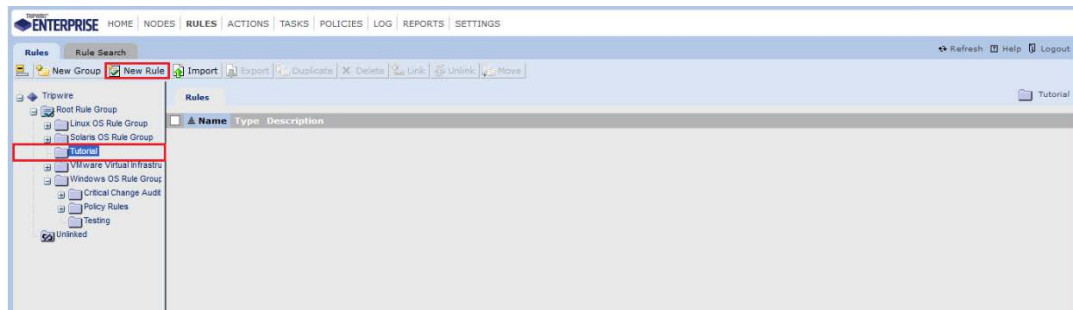 TRIPWIRE
ENTERPRISE HOME NODES RULES ACTIONS TASKS POLICIES LOG REPORTS SETTINGS
Rules Rule Search Refresh Help Logout
New Group New Rule Import Export Duplicate Delete Link Unlink Move
Tripwire
Root Rule Group
Linux OS Rule Group
Solaris OS Rule Group
Tutorial
VMware Virtual Infrastru
Windows OS Rule Group
Critical Change Audit
Policy Rules
Testing
Unlinked
Rules Tutorial
Name Type Description